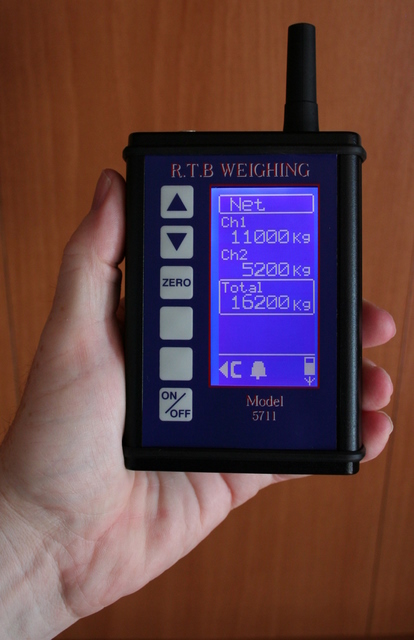 R.T.B WEIGHING
Net
Ch1
11000 Kg
Ch2
5200 Kg
Total
16200 Kg
C
ZERO
ON/OFF
Model
5711